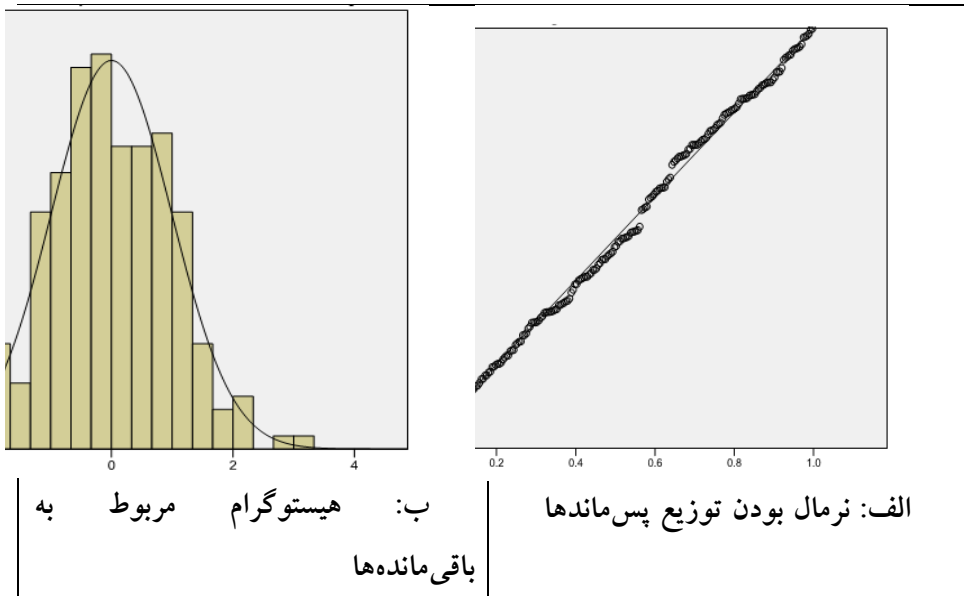 0 2 4
0.2 0.4 0.6 0.8 1.0
الف: نرمال بودن توزیع پس‌ماندها
ب: هیستوگرام مربوط به
باقی‌مانده‌ها